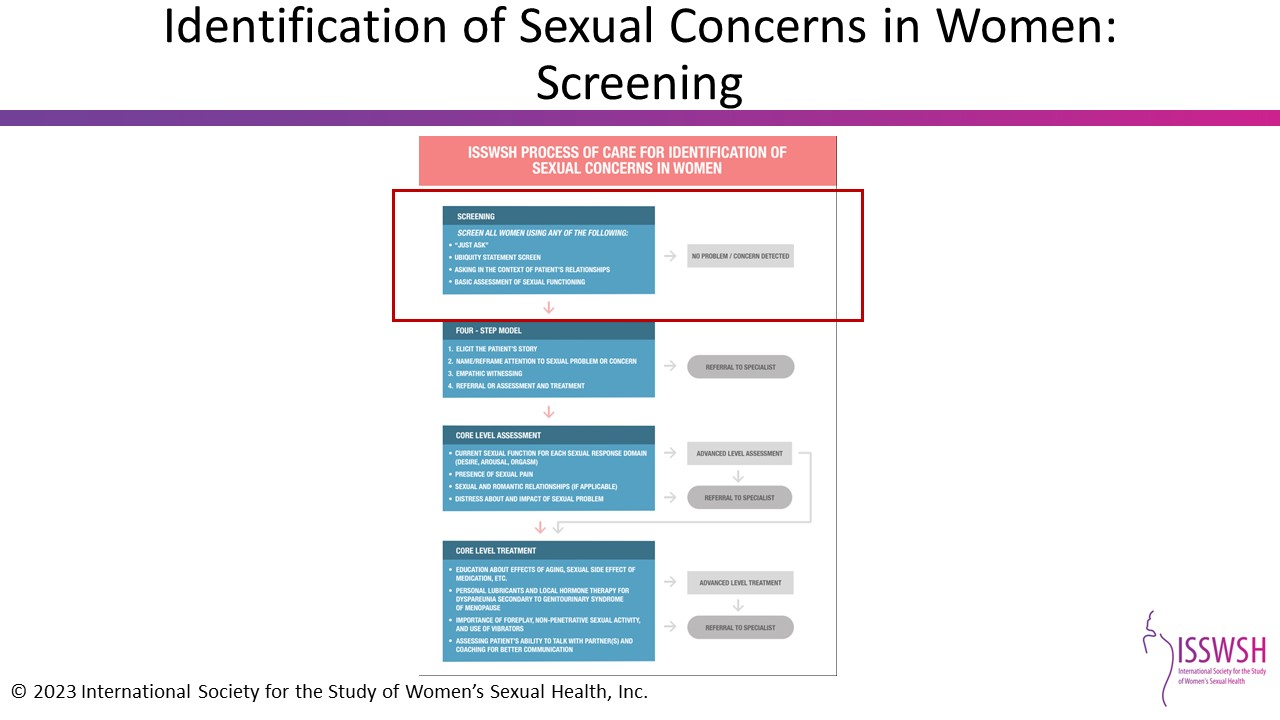 Identification of Sexual Concerns in Women:
Screening
ISSWSH PROCESS OF CARE FOR IDENTIFICATION OF
SEXUAL CONCERNS IN WOMEN
SCREENING
SCREEN ALL WOMEN USING ANY OF THE FOLLOWING:
• "JUST ASK"
• UBIQUITY STATEMENT SCREEN
• ASKING IN THE CONTEXT OF PATIENT'S RELATIONSHIPS
• BASIC ASSESSMENT OF SEXUAL FUNCTIONING
NO PROBLEM / CONCERN DETECTED
FOUR - STEP MODEL
1. ELICIT THE PATIENT'S STORY
2. NAME/REFRAME ATTENTION TO SEXUAL PROBLEM OR CONCERN
3. EMPATHIC WITNESSING
4. REFERRAL OR ASSESSMENT AND TREATMENT
REFERRAL TO SPECIALIST
CORE LEVEL ASSESSMENT
• CURRENT SEXUAL FUNCTION FOR EACH SEXUAL RESPONSE DOMAIN
(DESIRE, AROUSAL, ORGASM)
• PRESENCE OF SEXUAL PAIN
• SEXUAL AND ROMANTIC RELATIONSHIPS (IF APPLICABLE)
• DISTRESS ABOUT AND IMPACT OF SEXUAL PROBLEM
ADVANCED LEVEL ASSESSMENT
REFERRAL TO SPECIALIST
CORE LEVEL TREATMENT
• EDUCATION ABOUT EFFECTS OF AGING, SEXUAL SIDE EFFECT OF
MEDICATION, ETC.
• PERSONAL LUBRICANTS AND LOCAL HORMONE THERAPY FOR
DYSPAREUNIA SECONDARY TO GENITOURINARY SYNDROME
OF MENOPAUSE
• IMPORTANCE OF FOREPLAY, NON-PENETRATIVE SEXUAL ACTIVITY,
AND USE OF VIBRATORS
• ASSESSING PATIENT'S ABILITY TO TALK WITH PARTNER(S) AND
COACHING FOR BETTER COMMUNICATION
ADVANCED LEVEL TREATMENT
REFERRAL TO SPECIALIST
© 2023 International Society for the Study of Women's Sexual Health, Inc.
ISSWSH
International Society for the Study
of Women's Sexual Health